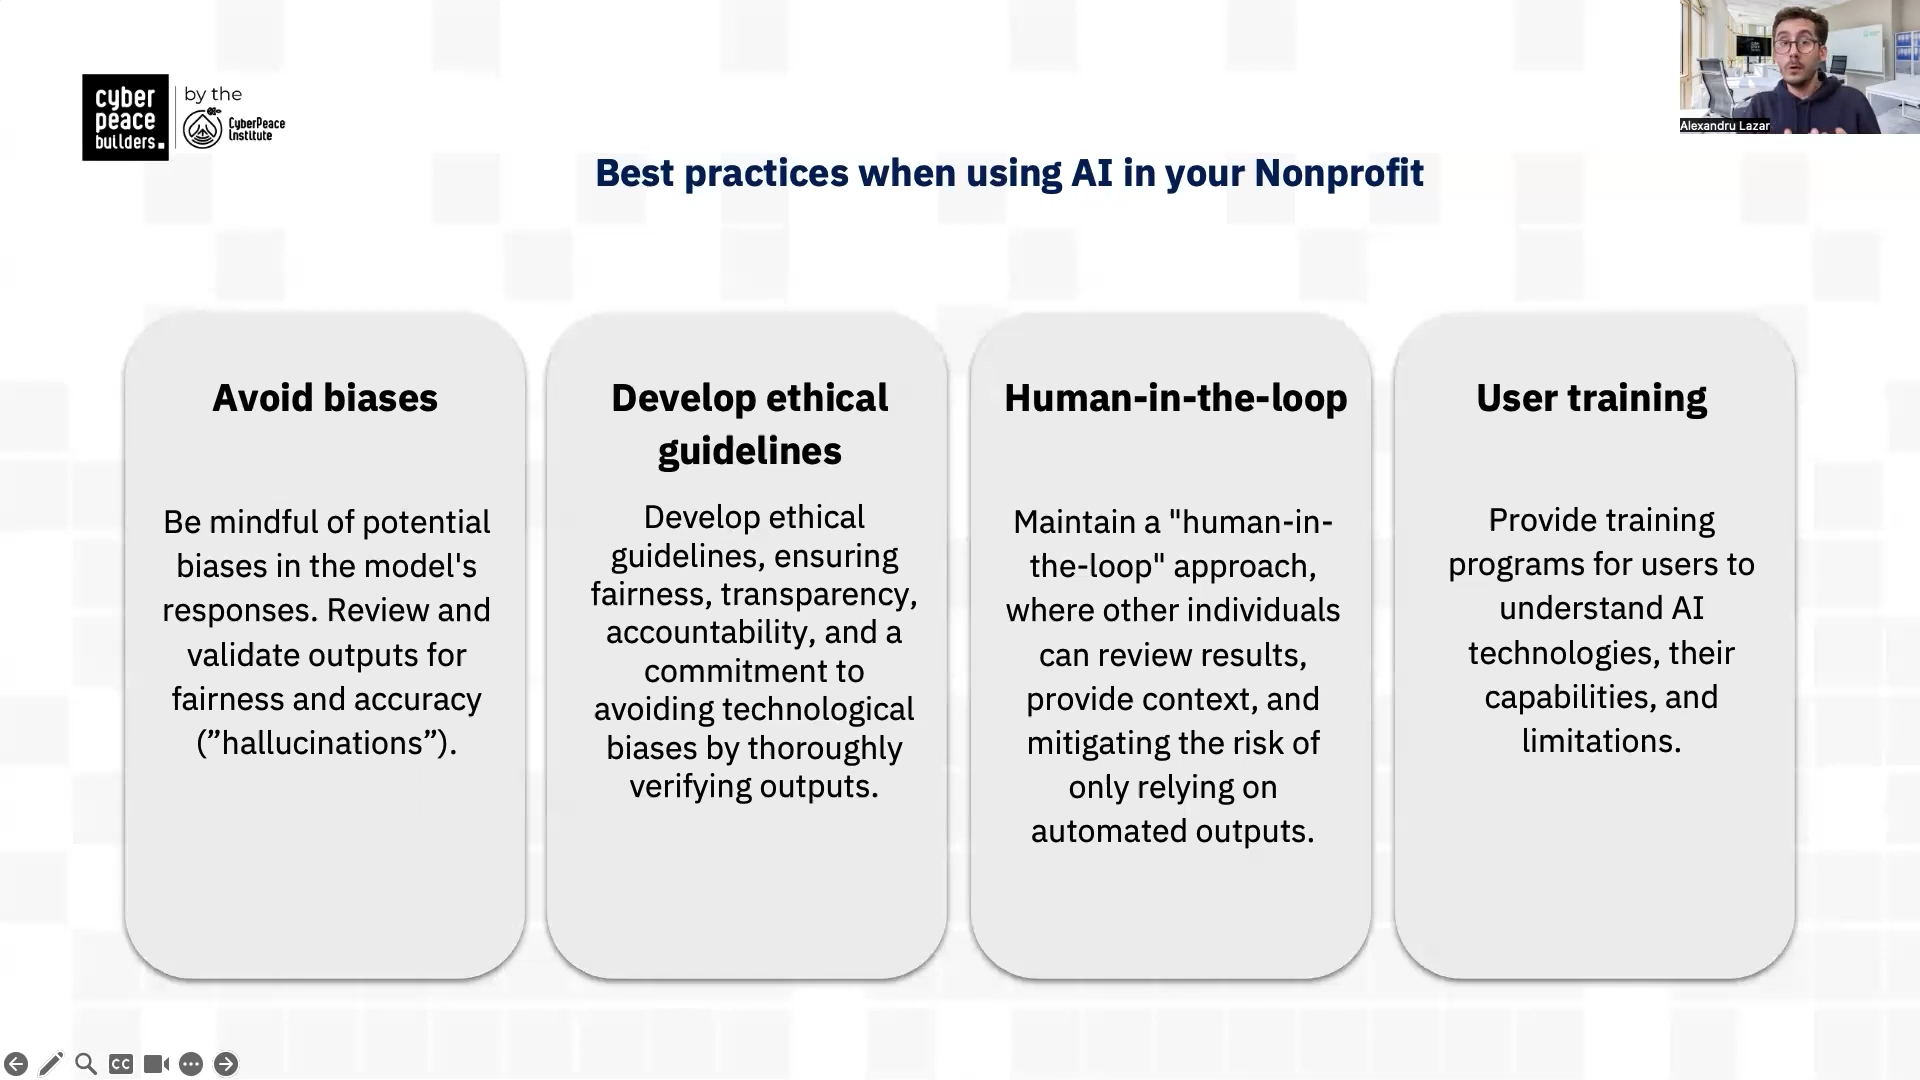 cyber
peace
builders.
by the
CyberPeace
Institute
Alexandru Lazar
Best practices when using AI in your Nonprofit
Avoid biases
Be mindful of potential
biases in the model's
responses. Review and
validate outputs for
fairness and accuracy
(”hallucinations”).
Develop ethical
guidelines
Develop ethical
guidelines, ensuring
fairness, transparency,
accountability, and a
commitment to
avoiding technological
biases by thoroughly
verifying outputs.
Human-in-the-loop
Maintain a "human-in-
the-loop" approach,
where other individuals
can review results,
provide context, and
mitigating the risk of
only relying on
automated outputs.
User training
Provide training
programs for users to
understand AI
technologies, their
capabilities, and
limitations.
CC